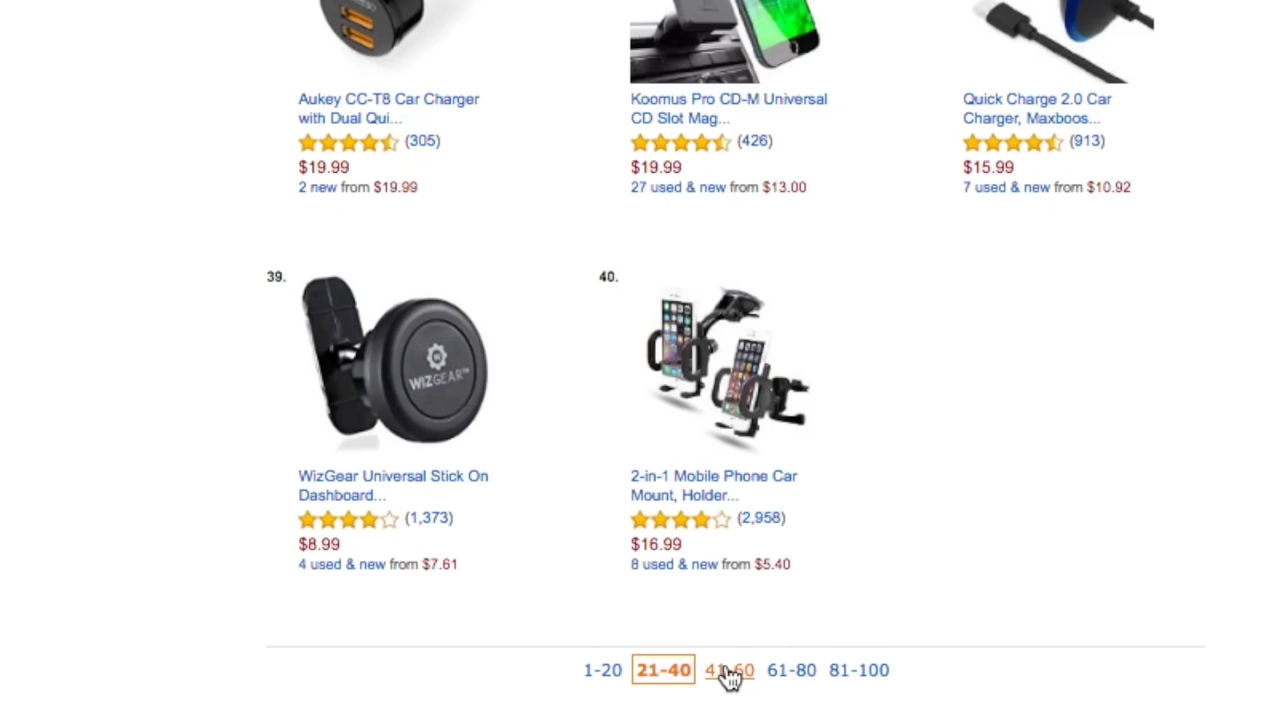 Aukey CC-T8 Car Charger
with Dual Qui...
(305)
$19.99
2 new from $19.99
Koomus Pro CD-M Universal
CD Slot Mag...
(426)
$19.99
27 used & new from $13.00
Quick Charge 2.0 Car
Charger, Maxboos...
(913)
$15.99
7 used & new from $10.92
39.
WIZGEAR™
WizGear Universal Stick On
Dashboard...
(1,373)
$8.99
4 used & new from $7.61
40.
2-in-1 Mobile Phone Car
Mount, Holder...
(2,958)
$16.99
8 used & new from $5.40
1-20 21-40 41-60 61-80 81-100